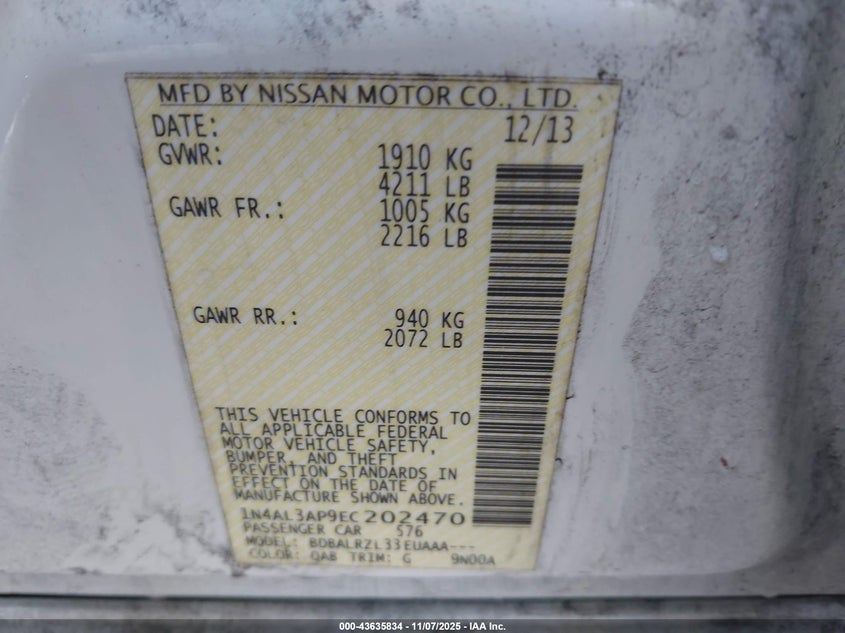 MFD BY NISSAN MOTOR CO., LTD.
DATE: 12/13
GVWR: 1910 KG
4211 LB
GAWR FR.: 1005 KG
2216 LB
GAWR RR.: 940 KG
2072 LB
THIS VEHICLE CONFORMS TO
ALL APPLICABLE FEDERAL
MOTOR VEHICLE SAFETY,
BUMPER, AND THEFT
PREVENTION STANDARDS IN
EFFECT ON THE DATE OF
MANUFACTURE SHOWN ABOVE.
1N4AL3AP9EC202470
PASSENGER CAR 576
MODEL: BDBALRZL33EUAAA---
COLOR: QAB TRIM: G 9N00A
000-43635834 - 11/07/2025 - IAA Inc.